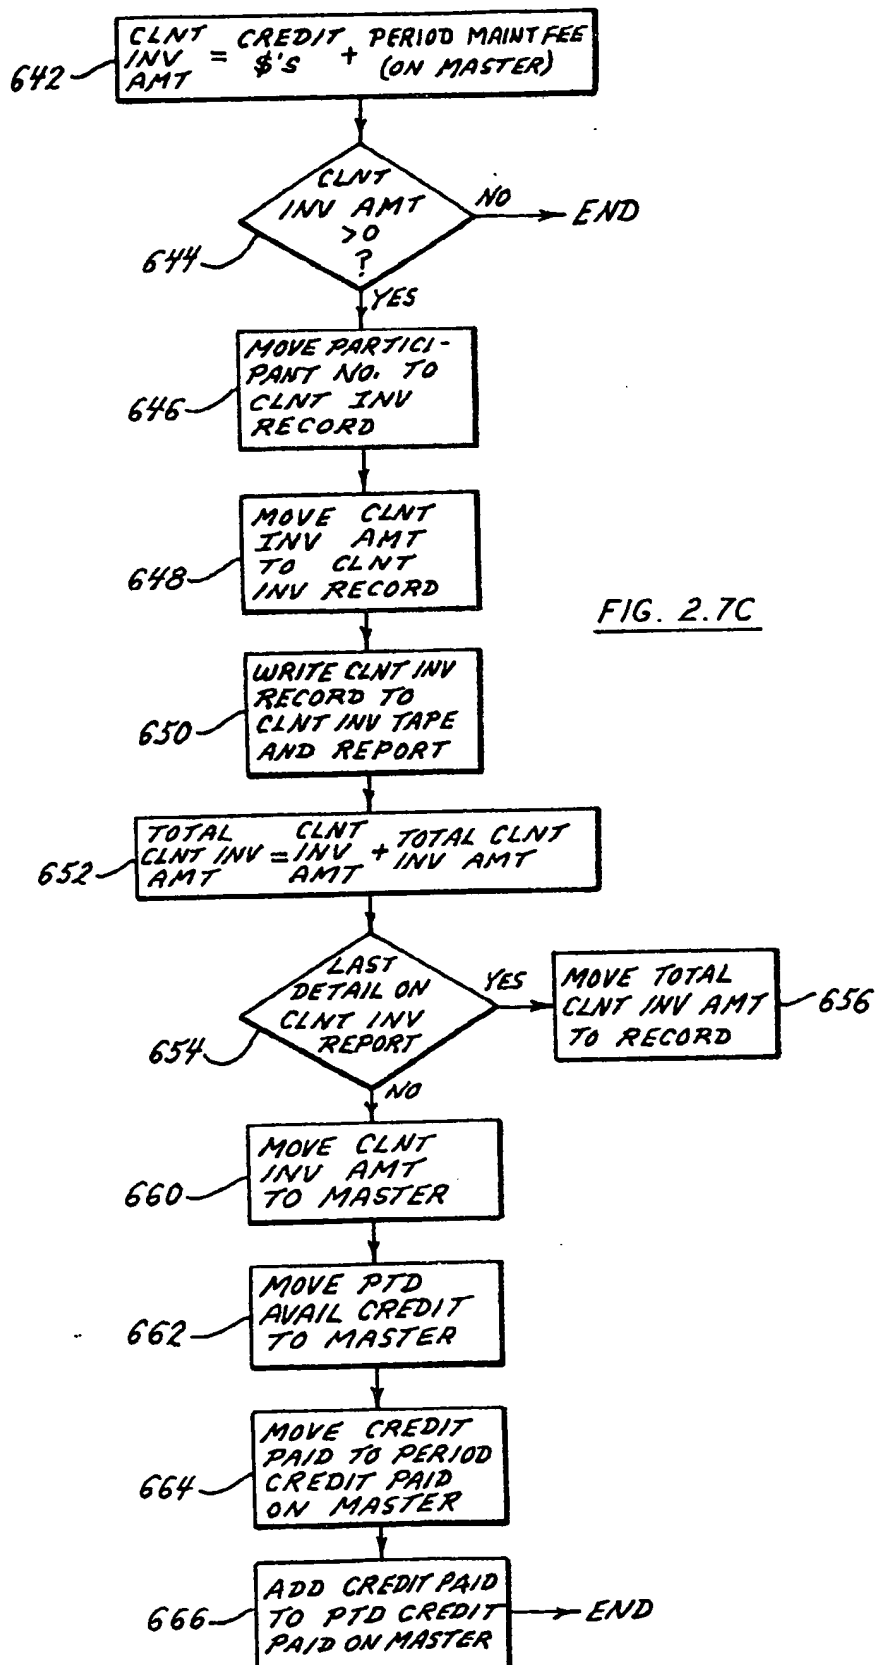 CLNT INV AMT = CREDIT $'S + PERIOD MAINT FEE (ON MASTER)
642
CLNT
INV AMT
>0
?
NO
END
644
YES
MOVE PARTICI-
PANT NO. TO
CLNT INV
RECORD
646
MOVE CLNT
INV AMT
TO CLNT
INV RECORD
648
FIG. 2.7C
WRITE CLNT INV
RECORD TO
CLNT INV TAPE
AND REPORT
650
TOTAL CLNT INV AMT = CLNT INV AMT + TOTAL CLNT INV AMT
652
LAST
DETAIL ON
CLNT INV
REPORT
654
YES
MOVE TOTAL
CLNT INV AMT
TO RECORD
656
NO
MOVE CLNT
INV AMT
TO MASTER
660
MOVE PTD
AVAIL CREDIT
TO MASTER
662
MOVE CREDIT
PAID TO PERIOD
CREDIT PAID
ON MASTER
664
ADD CREDIT PAID
TO PTD CREDIT
PAID ON MASTER
666
END